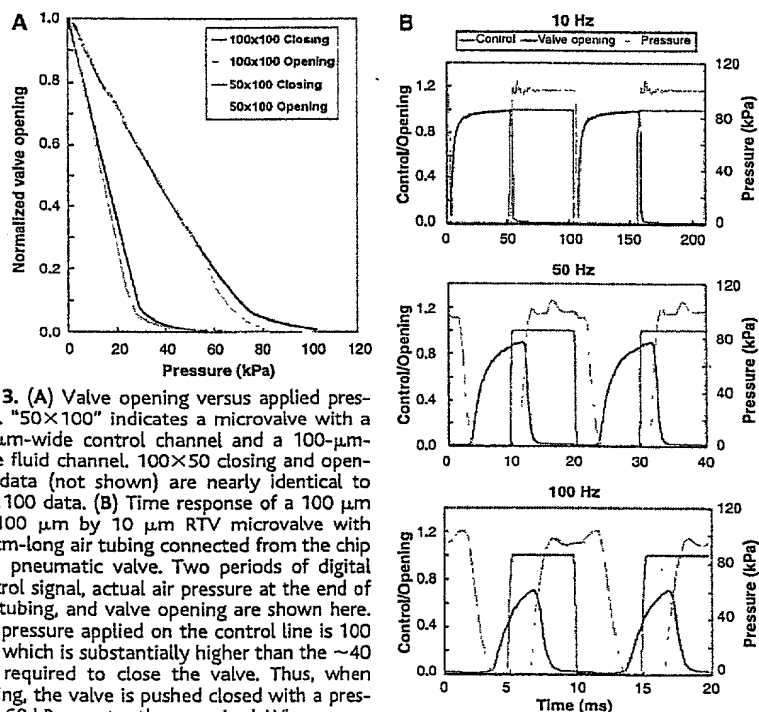 A
1.0
0.8
0.6
0.4
0.2
0.0
Normalized valve opening
100x100 Closing
100x100 Opening
50x100 Closing
50x100 Opening
0 20 40 60 80 100 120
Pressure (kPa)
B
10 Hz
Control Valve opening Pressure
1.2
0.8
0.4
0.0
Control/Opening
120
80
40
0
Pressure (kPa)
0 50 100 150 200
50 Hz
1.2
0.8
0.4
0.0
Control/Opening
120
80
40
0
Pressure (kPa)
0 10 20 30 40
100 Hz
1.2
0.8
0.4
0.0
Control/Opening
120
80
40
0
Pressure (kPa)
0 5 10 15 20
Time (ms)
3. (A) Valve opening versus applied pres-
"50×100" indicates a microvalve with a
μm-wide control channel and a 100-μm-
e fluid channel. 100×50 closing and open-
data (not shown) are nearly identical to
100 data. (B) Time response of a 100 μm
100 μm by 10 μm RTV microvalve with
m-long air tubing connected from the chip
pneumatic valve. Two periods of digital
trol signal, actual air pressure at the end of
tubing, and valve opening are shown here.
pressure applied on the control line is 100
which is substantially higher than the ~40
required to close the valve. Thus, when
ing, the valve is pushed closed with a pres-